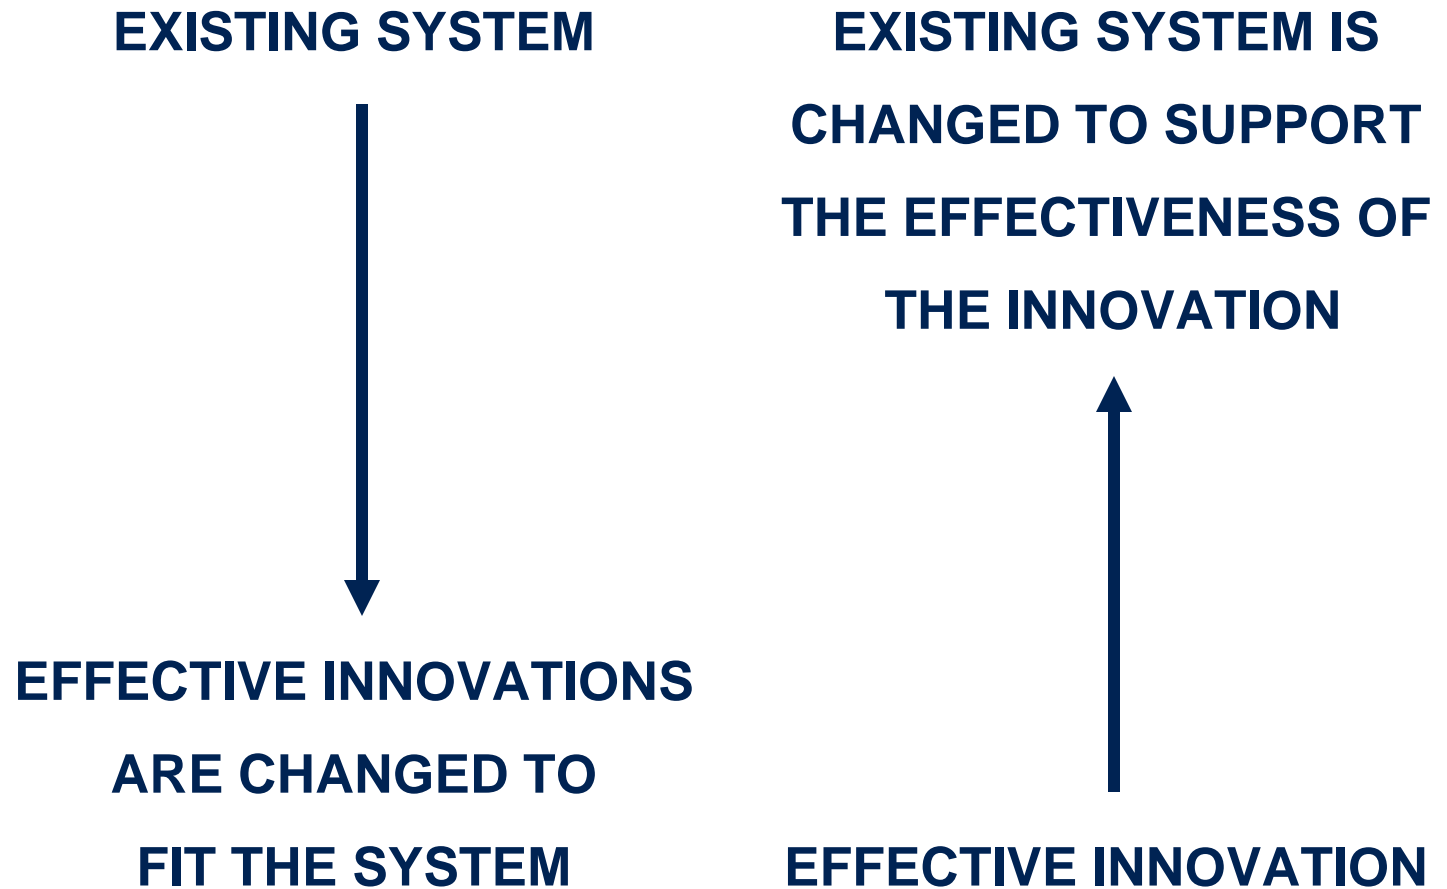 EXISTING SYSTEM
EFFECTIVE INNOVATIONS
ARE CHANGED TO
FIT THE SYSTEM
EXISTING SYSTEM IS
CHANGED TO SUPPORT
THE EFFECTIVENESS OF
THE INNOVATION
EFFECTIVE INNOVATION